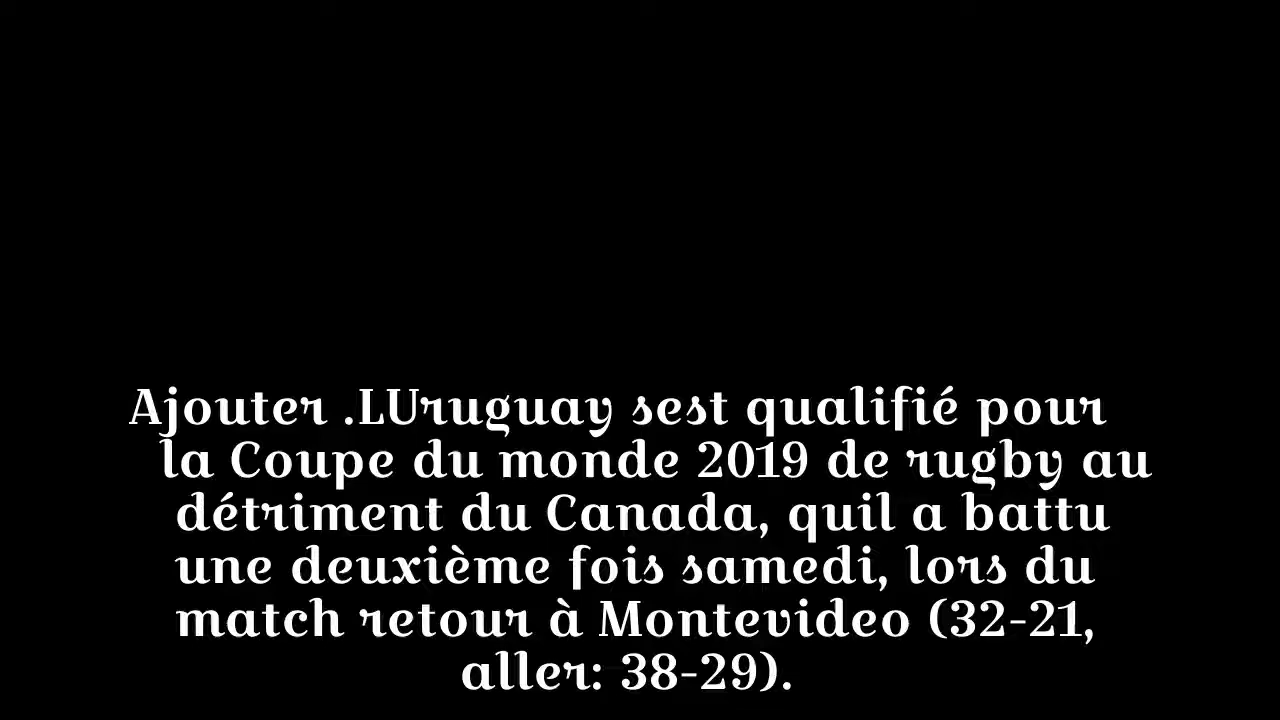 Ajouter .LUruguay sest qualifié pour
la Coupe du monde 2019 de rugby au
détriment du Canada, quil a battu
une deuxième fois samedi, lors du
match retour à Montevideo (32-21,
aller: 38-29).